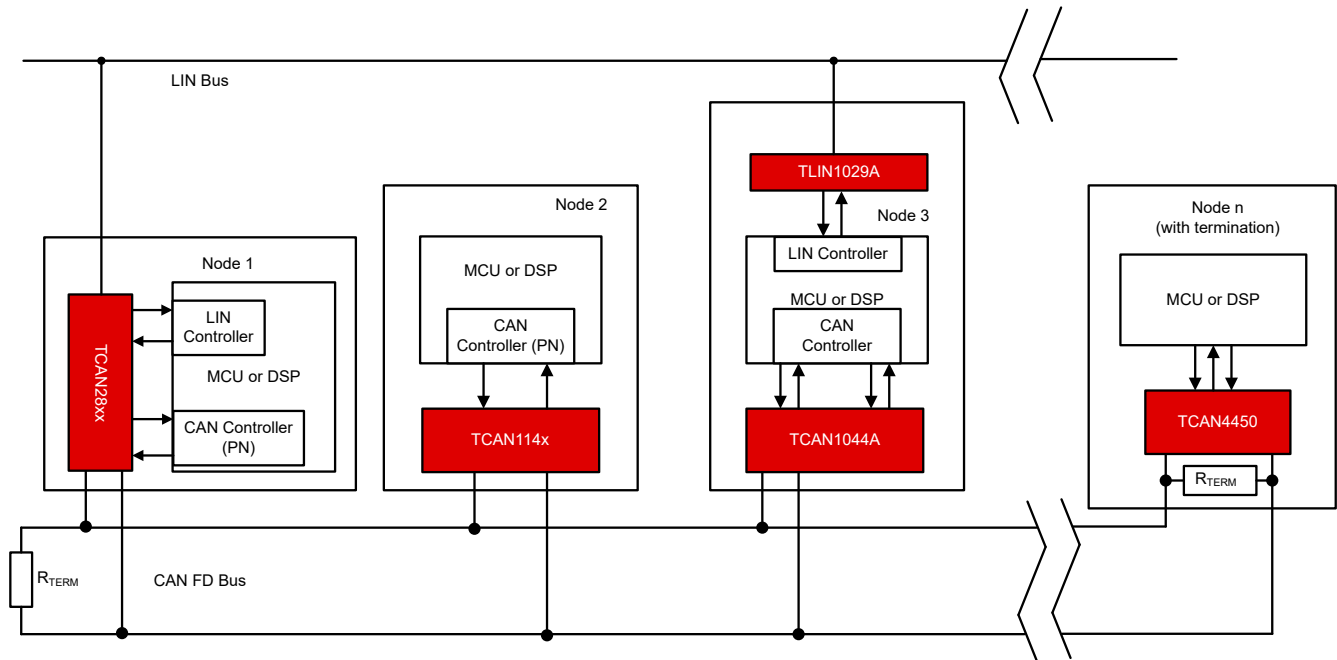 LIN Bus
Node 1
TCAN28xx
LIN
Controller
MCU or DSP
CAN Controller
(PN)
Node 2
MCU or DSP
CAN
Controller (PN)
TCAN114x
TLIN1029A
Node 3
LIN Controller
MCU or DSP
CAN
Controller
TCAN1044A
Node n
(with termination)
MCU or DSP
TCAN4450
RTERM
RTERM
CAN FD Bus